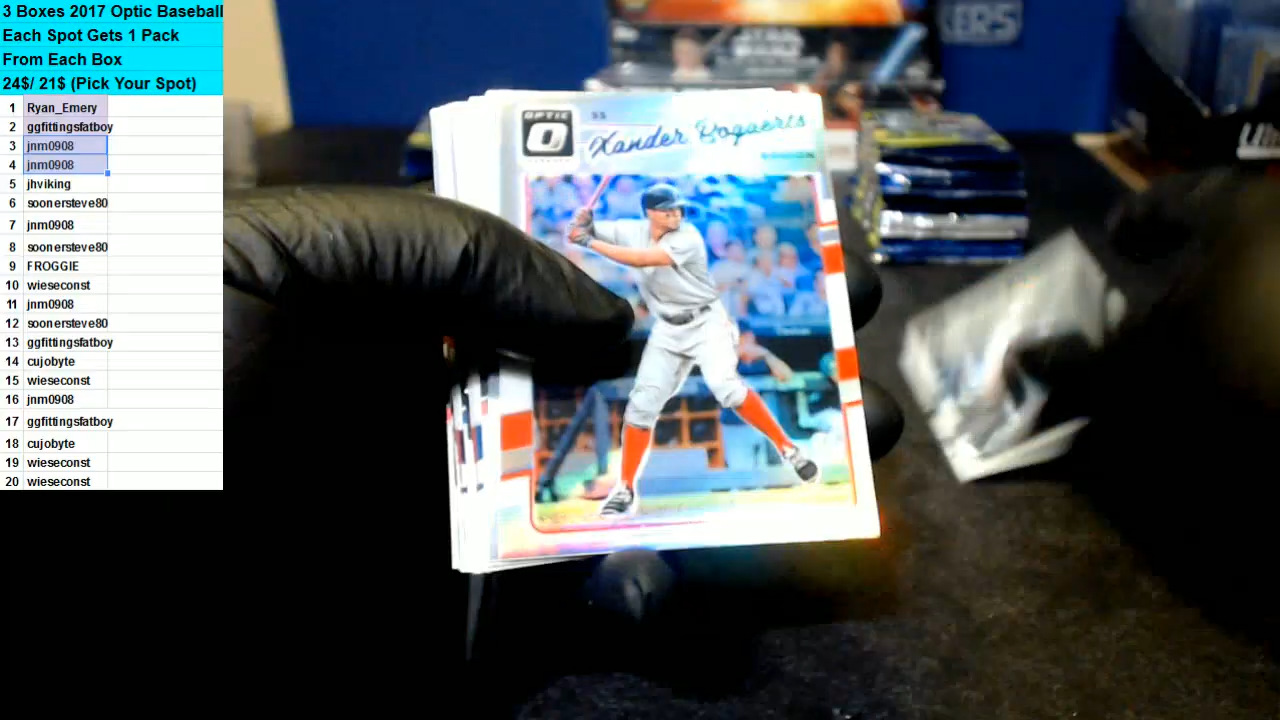 3 Boxes 2017 Optic Baseball
Each Spot Gets 1 Pack
From Each Box
24$/ 21$ (Pick Your Spot)
1 Ryan_Emery
2 ggfittingsfatboy
3 jnm0908
4 jnm0908
5 jhviking
6 soonersteve80
7 jnm0908
8 soonersteve80
9 FROGGIE
10 wieseconst
11 jnm0908
12 soonersteve80
13 ggfittingsfatboy
14 cujobyte
15 wieseconst
16 jnm0908
17 ggfittingsfatboy
18 cujobyte
19 wieseconst
20 wieseconst
OPTIC
SS
Xander Bogaerts
STAR
WARS